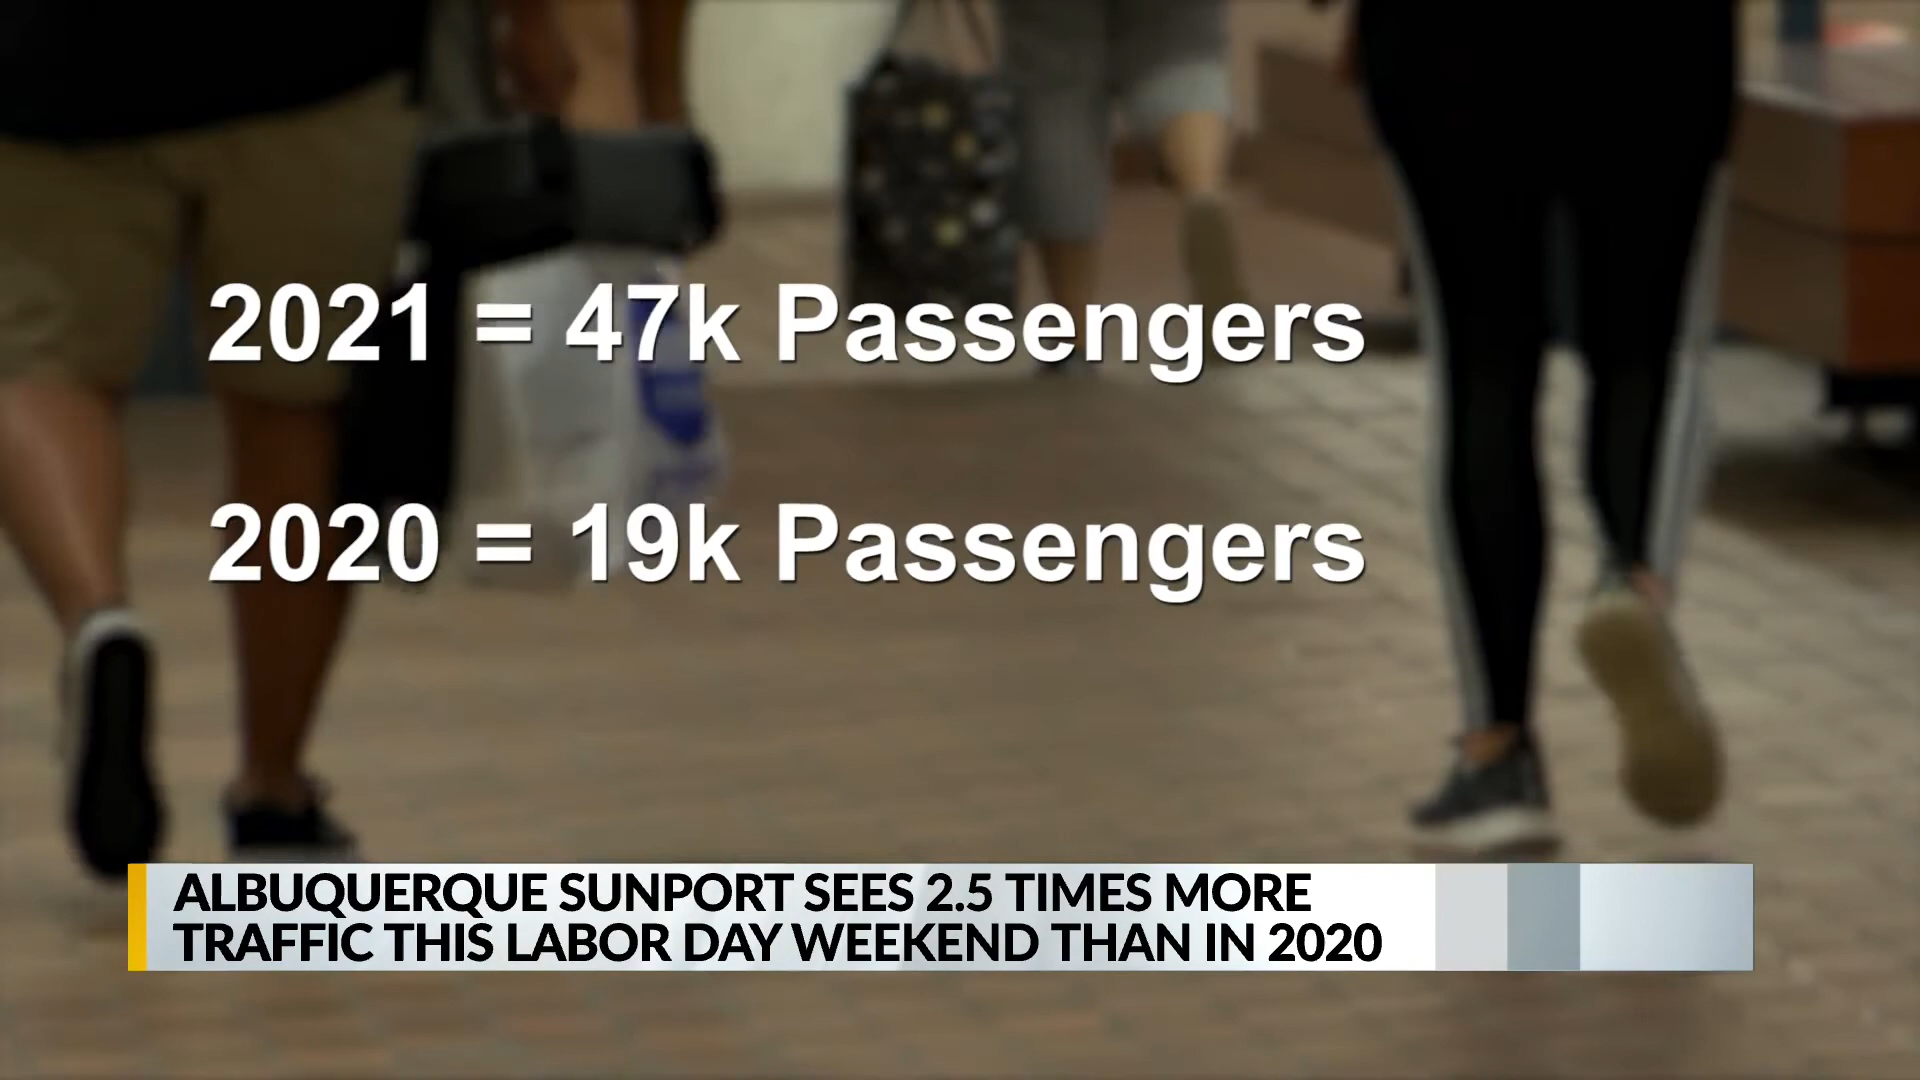 2021 = 47k Passengers
2020 = 19k Passengers
ALBUQUERQUE SUNPORT SEES 2.5 TIMES MORE
TRAFFIC THIS LABOR DAY WEEKEND THAN IN 2020